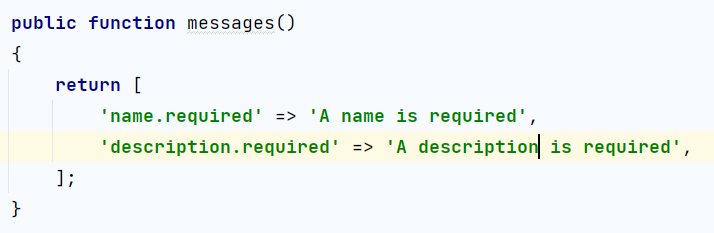 public function messages()
{
    return [
        'name.required' => 'A name is required',
        'description.required' => 'A description is required',
    ];
}